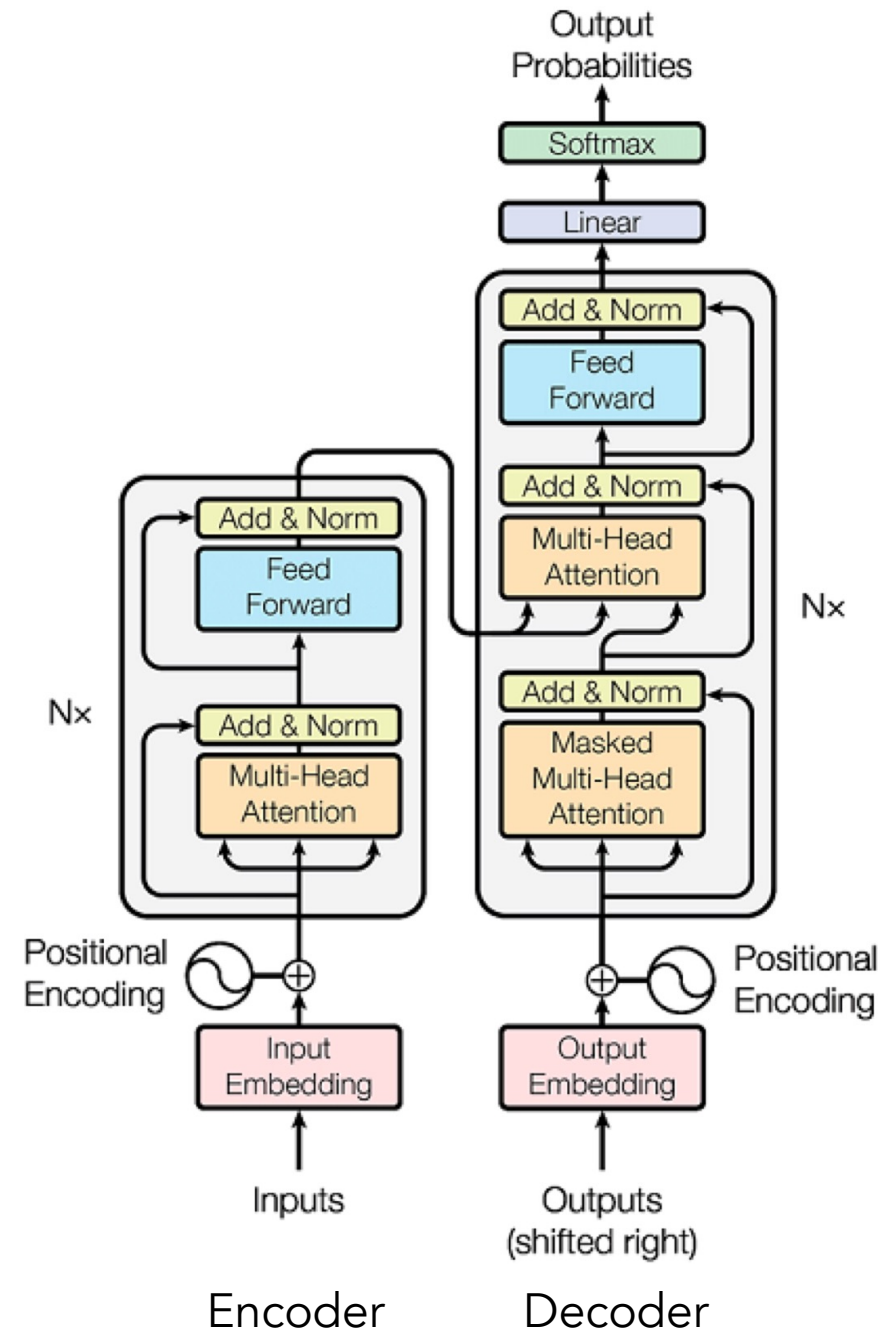 Output
Probabilities
Softmax
Linear
Add & Norm
Feed
Forward
Add & Norm
Multi-Head
Attention
Nx
Add & Norm
Masked
Multi-Head
Attention
Positional
Encoding
Output
Embedding
Outputs
(shifted right)
Add & Norm
Feed
Forward
Nx
Add & Norm
Multi-Head
Attention
Positional
Encoding
Input
Embedding
Inputs
Encoder
Decoder